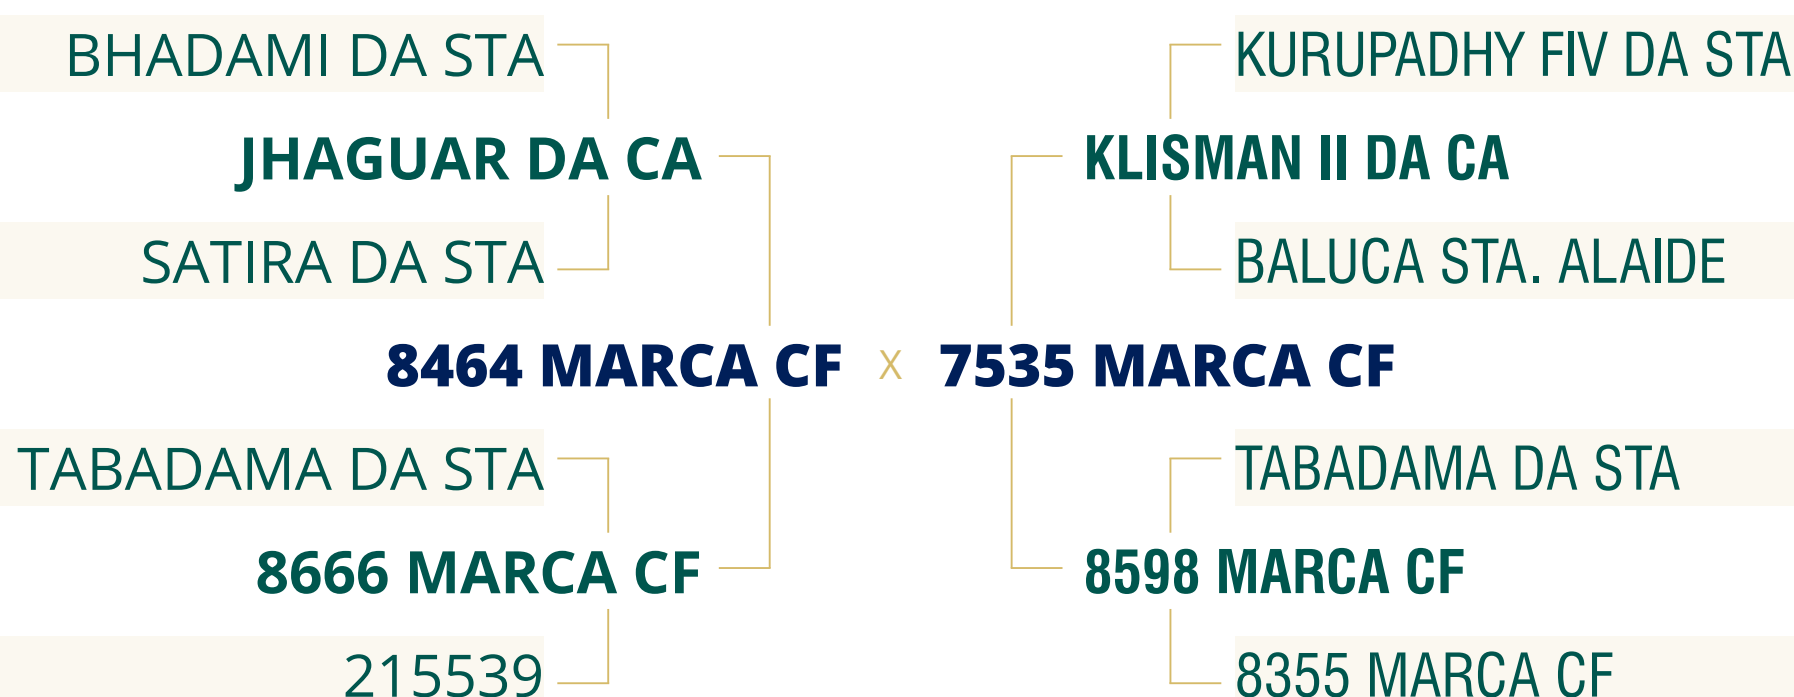 BHADAMI DA STA
KURUPADHY FIV DA STA
JHAGUAR DA CA
KLISMAN II DA CA
SATIRA DA STA
BALUCA STA. ALAIDE
8464 MARCA CF X 7535 MARCA CF
TABADAMA DA STA
TABADAMA DA STA
8666 MARCA CF
8598 MARCA CF
215539
8355 MARCA CF